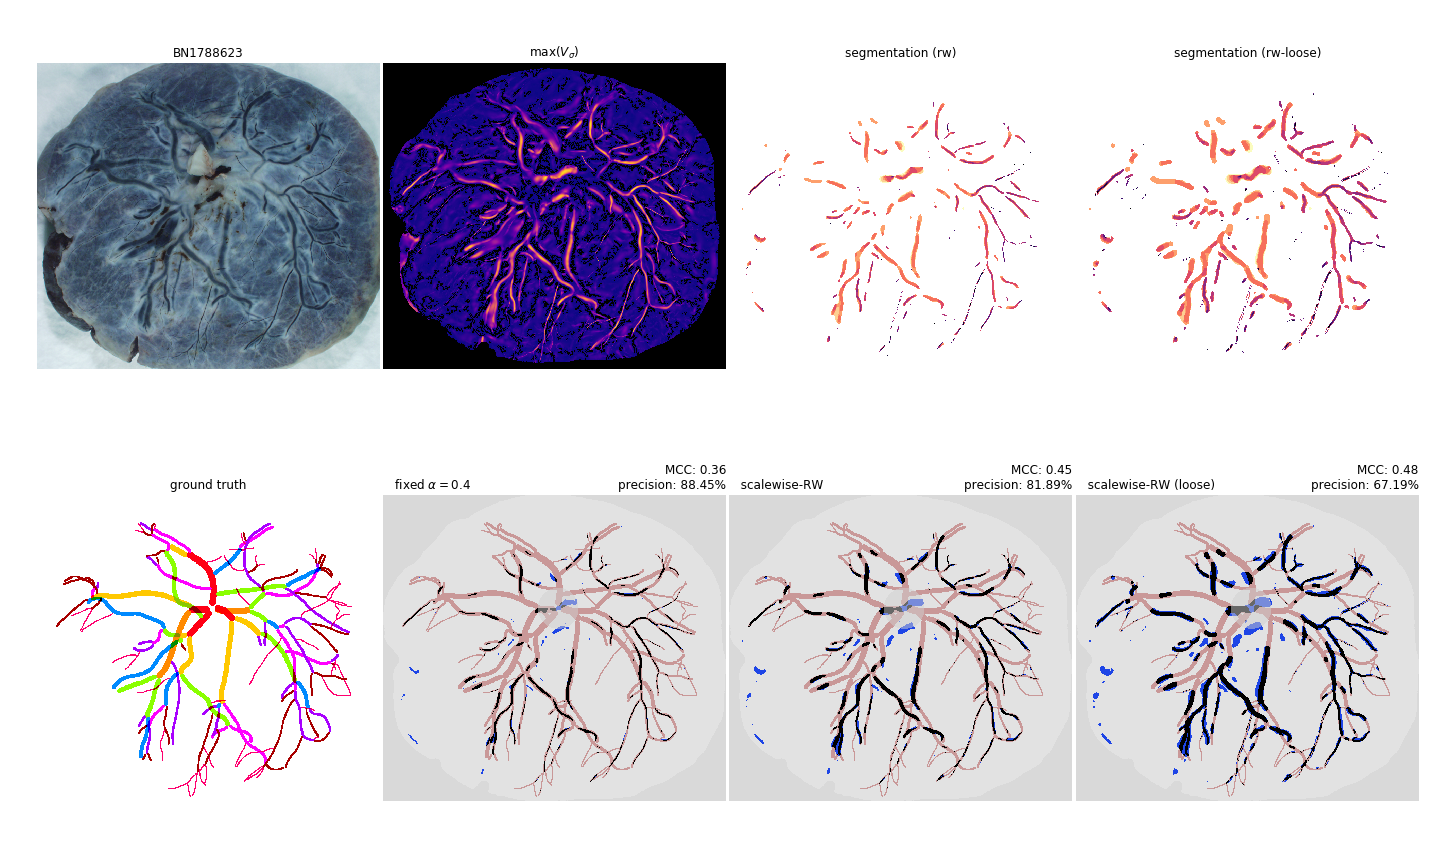 BN1788623
max(V_σ)
segmentation (rw)
segmentation (rw-loose)
ground truth
fixed α = 0.4
MCC: 0.36
precision: 88.45%
scalewise-RW
MCC: 0.45
precision: 81.89%
scalewise-RW (loose)
MCC: 0.48
precision: 67.19%